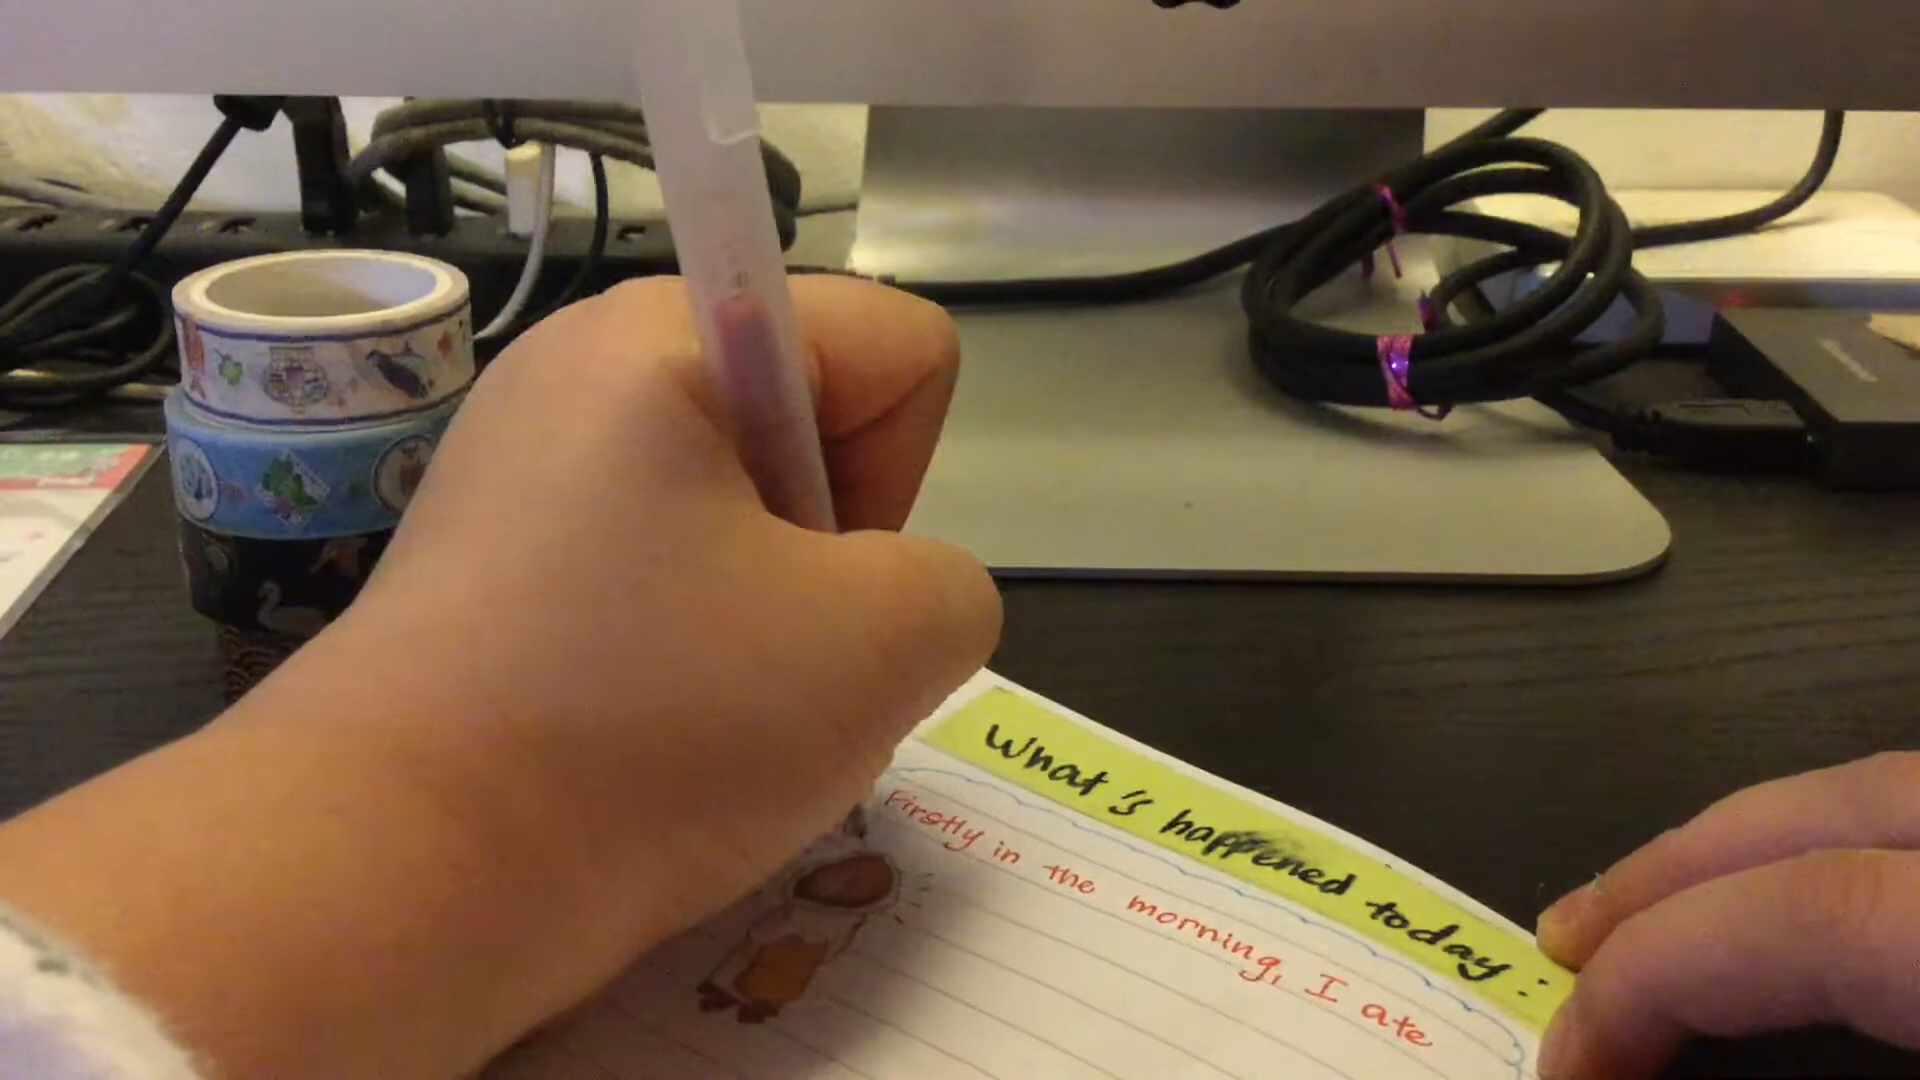 What's happened today :
Firstly in the morning, I ate